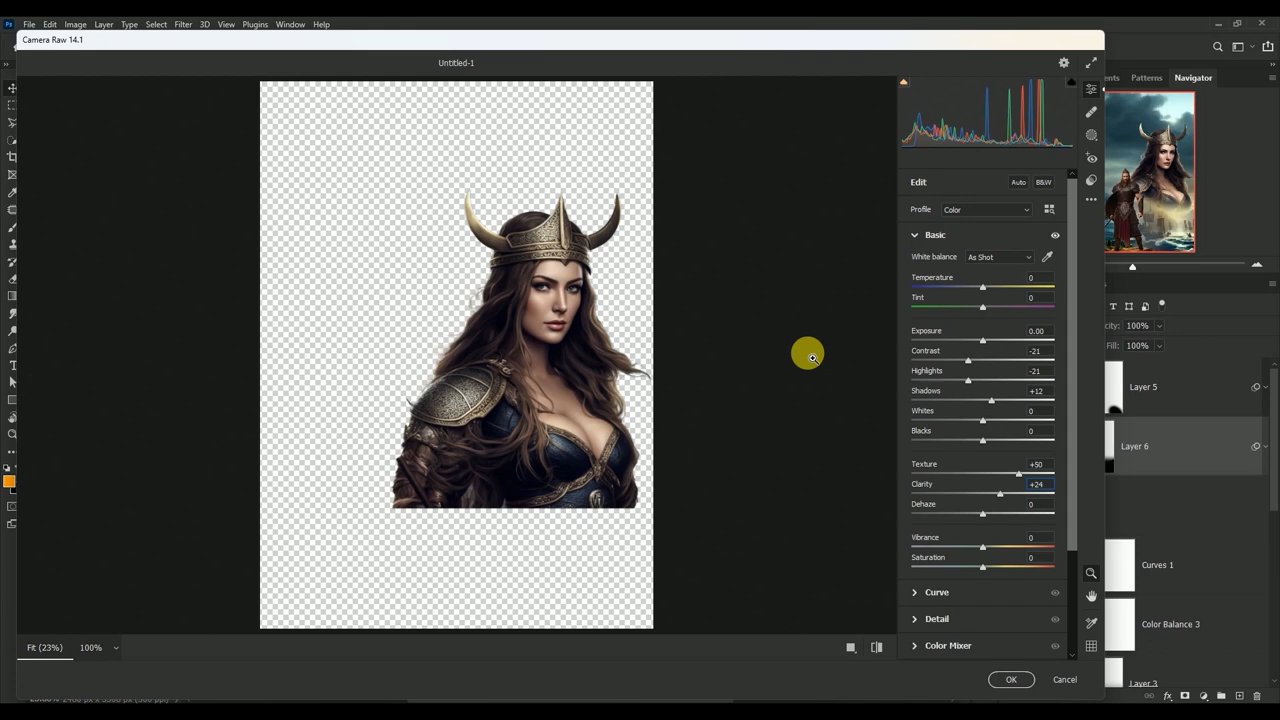 Ps File Edit Image Layer Type Select Filter 3D View Plugins Window Help
Camera Raw 14.1
Untitled-1
Patterns Navigator
Edit Auto B&W
Profile Color
Basic
White balance As Shot
Temperature 0
Tint 0
Exposure 0.00
Contrast -21
Highlights -21
Shadows +12
Whites 0
Blacks 0
Texture +50
Clarity +24
Dehaze 0
Vibrance 0
Saturation 0
Curve
Detail
Color Mixer
100%
Fill: 100%
Layer 5
Layer 6
Curves 1
Color Balance 3
Layer 3
Fit (23%) 100%
OK Cancel